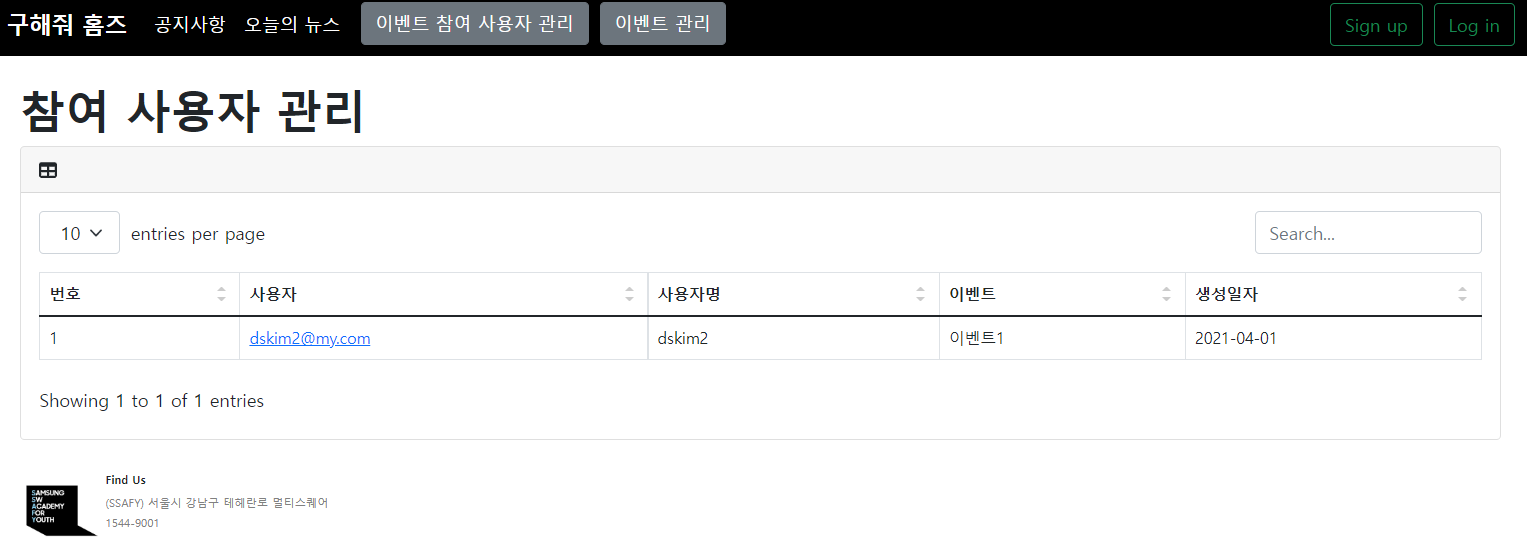 구해줘 홈즈 공지사항 오늘의 뉴스 이벤트 참여 사용자 관리 이벤트 관리 Sign up Log in
참여 사용자 관리
10 entries per page Search...
번호 사용자 사용자명 이벤트 생성일자
1 dskim2@my.com dskim2 이벤트1 2021-04-01
Showing 1 to 1 of 1 entries
Find Us
SAMSUNG
SW
ACADEMY
FOR
YOUTH
(SSAFY) 서울시 강남구 테헤란로 멀티스퀘어
1544-9001